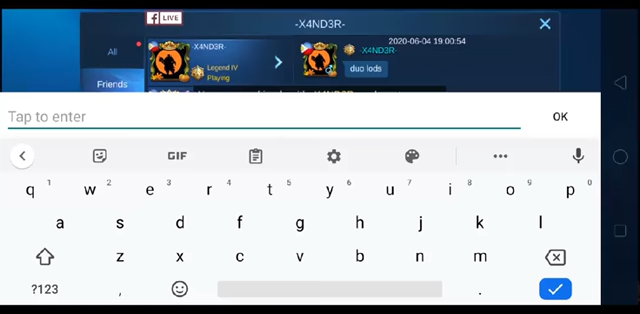 f LIVE
-X4ND3R-
All
-X4ND3R-
Legend IV
Playing
2020-06-04 19:00:54
-X4ND3R-
duo lods
Friends
Tap to enter
OK
GIF
q 1 w 2 e 3 r 4 t 5 y 6 u 7 i 8 o 9 p 0
a s d f g h j k l
z x c v b n m
?123 , .